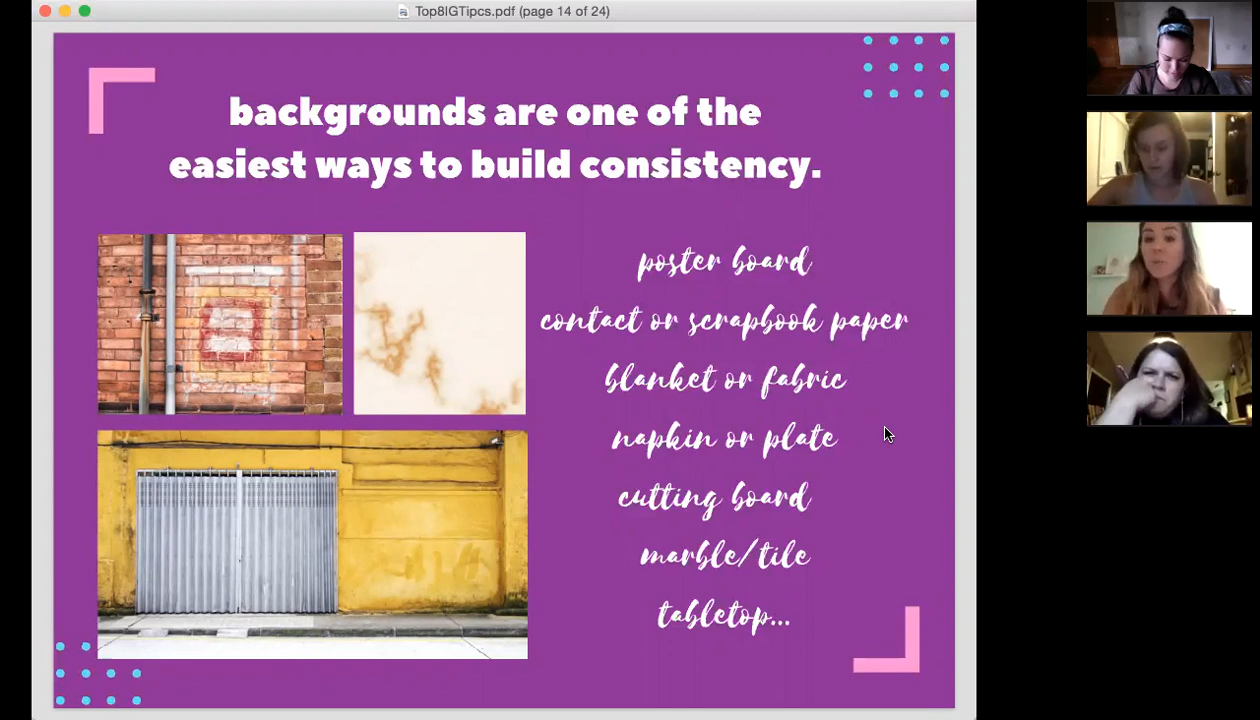 Top8IGTipcs.pdf (page 14 of 24)
backgrounds are one of the
easiest ways to build consistency.
poster board
contact or scrapbook paper
blanket or fabric
napkin or plate
cutting board
marble/tile
tabletop...